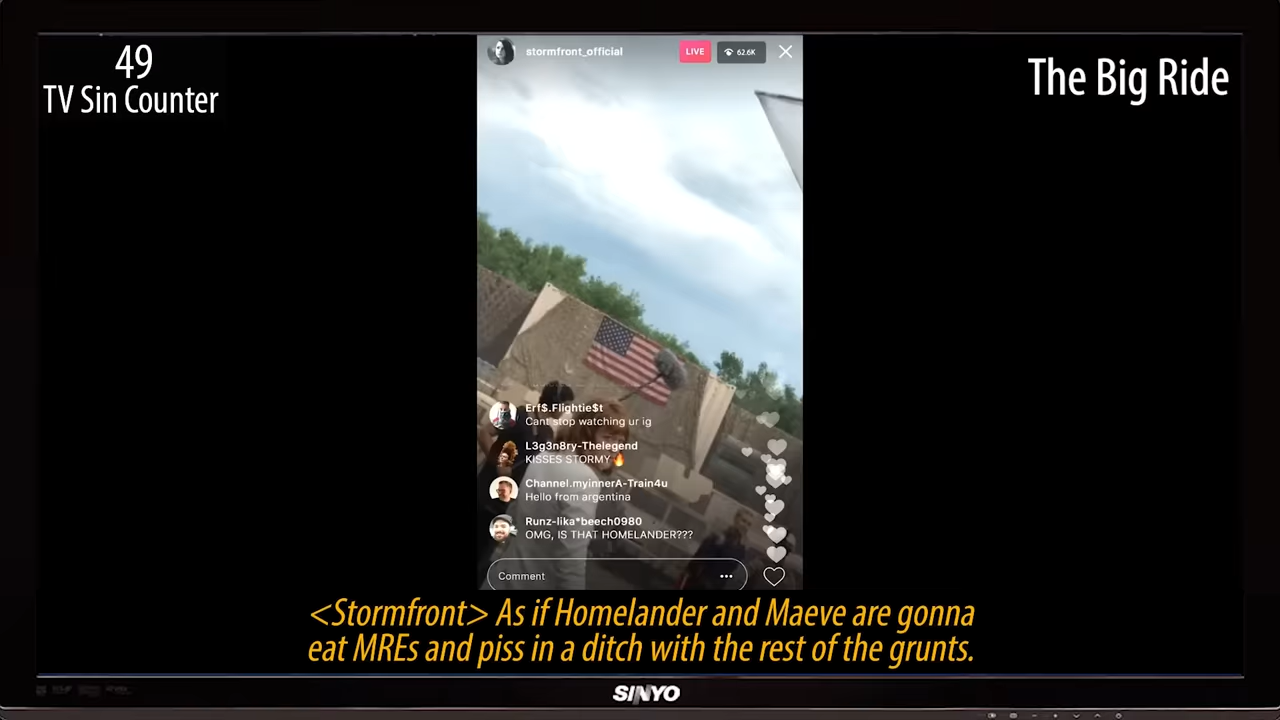 49
TV Sin Counter
The Big Ride
stormfront_official
LIVE
62.6K
Erf$.Flightie$t
Cant stop watching ur ig
L3g3n8ry-Thelegend
KISSES STORMY🔥
Channel.myinnerA-Train4u
Hello from argentina
Runz-lika*beech0980
OMG, IS THAT HOMELANDER???
Comment
<Stormfront> As if Homelander and Maeve are gonna
eat MREs and piss in a ditch with the rest of the grunts.
SINYO